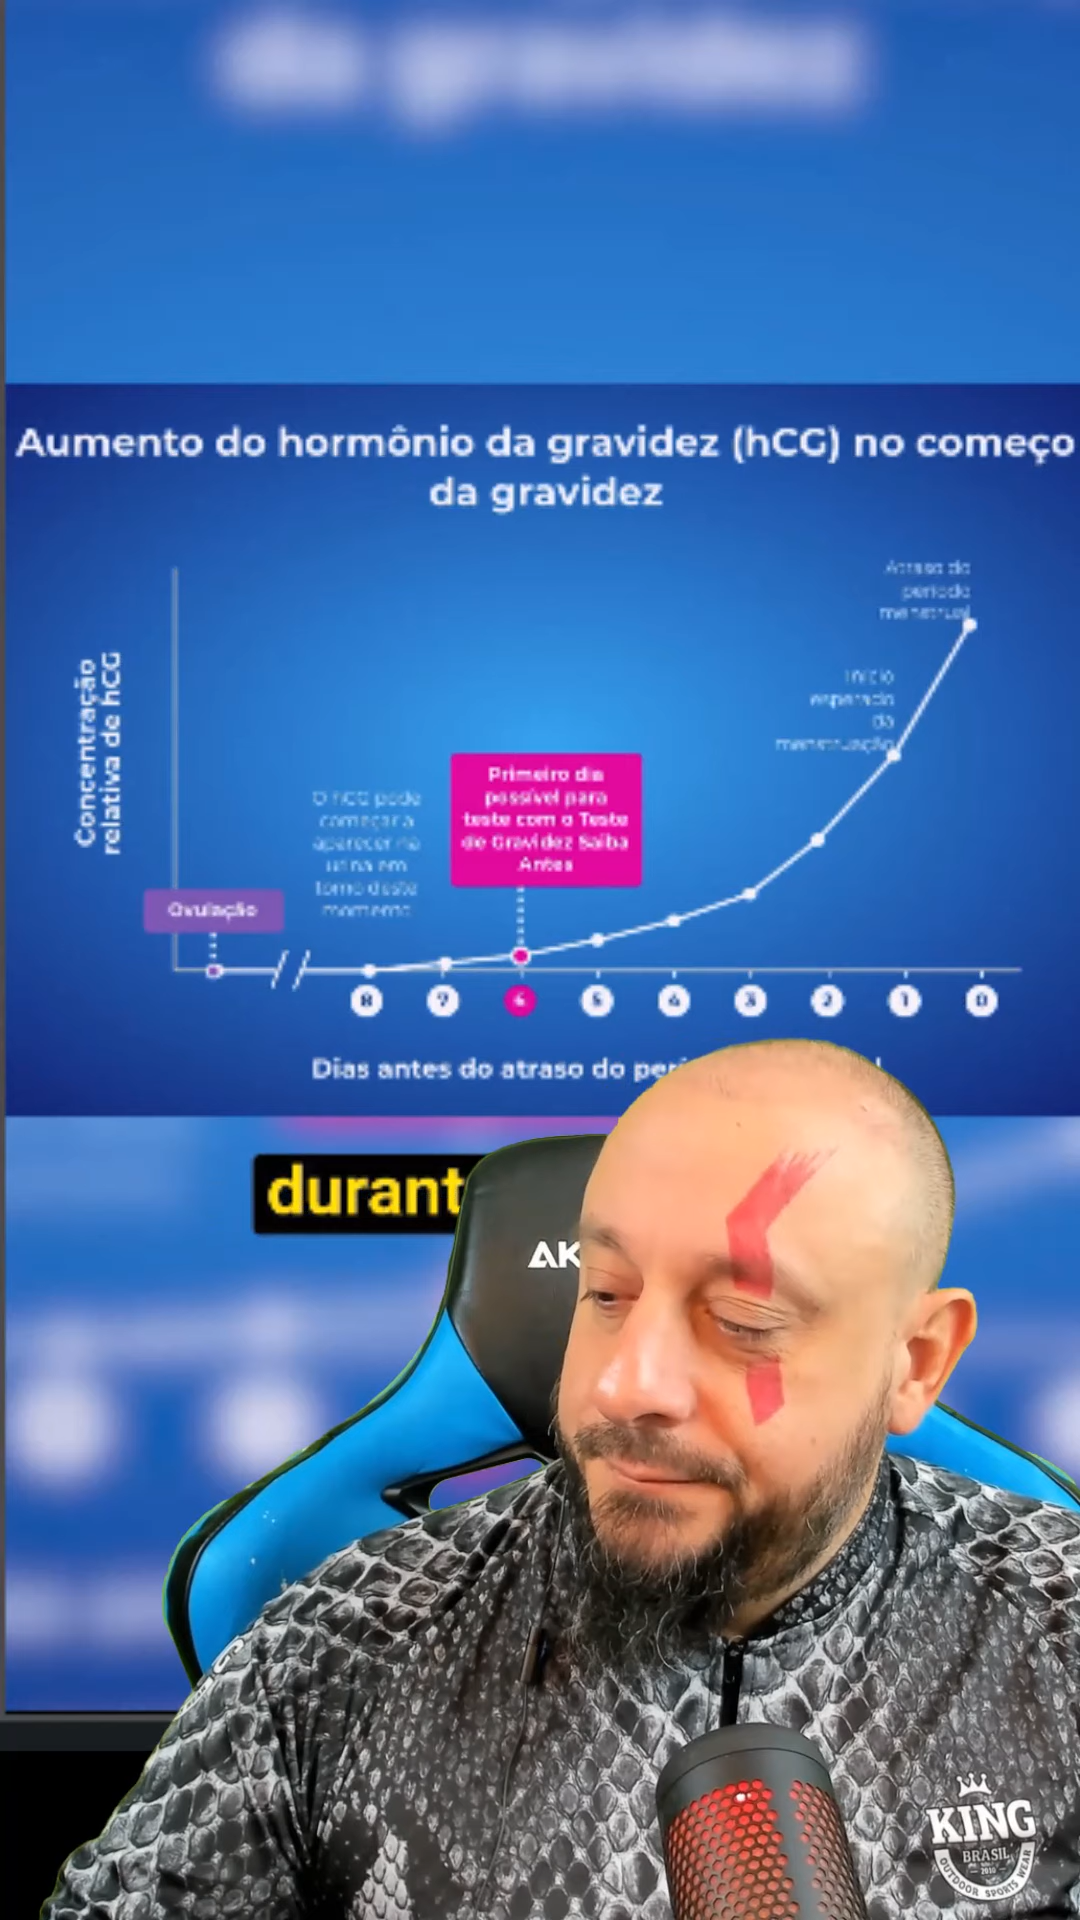 da gravidez
Aumento do hormônio da gravidez (hCG) no começo
da gravidez
Concentração
relativa de hCG
Atraso do
período
menstrual
Início
esperado
da
menstruação
Primeiro dia
possível para
teste com o Teste
de Gravidez Saiba
Antes
O hCG pode
começar a
aparecer na
urina em
torno deste
momento
Ovulação
8 7 6 5 4 3 2 1 0
Dias antes do atraso do
durant
AK
KING
BRASIL
2010
OUTDOOR SPORTS WEAR